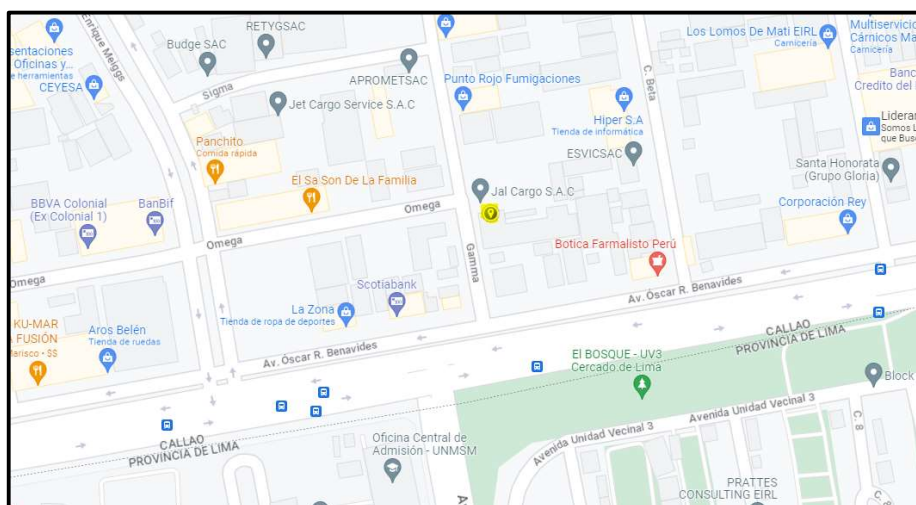 RETYGSAC
Budge SAC
Enrique Meiggs
esentaciones
Oficinas y...
e herramientas
CEYESA
Sigma
APROMETSAC
Jet Cargo Service S.A.C
Punto Rojo Fumigaciones
C. Beta
Los Lomos De Mati EIRL
Carnicería
Multiservicio
Cárnicos Ma
Carnicería
Banc
Credito del
Hiper S.A
Tienda de informática
Liderar
Somos L
que Bus
ESVICSAC
Santa Honorata
(Grupo Gloria)
Panchito
Comida rápida
El Sa Son De La Familia
Jal Cargo S.A.C
BBVA Colonial
(Ex Colonial 1)
BanBif
Omega
Omega
Omega
Gamma
Corporación Rey
Botica Farmalisto Perú
Scotiabank
Av. Óscar R. Benavides
La Zona
Tienda de ropa de deportes
KU-MAR
FUSIÓN
Marisco • $$
Aros Belén
Tienda de ruedas
Av. Óscar R. Benavides
CALLAO
PROVINCIA DE LIMA
El BOSQUE - UV3
Cercado de Lima
Block
Avenida Unidad Vecinal 3
Avenida Unidad Vecinal 3
CALLAO
PROVINCIA DE LIMA
Oficina Central de
Admisión - UNMSM
C 8
PRATTES
CONSULTING EIRL
C 8